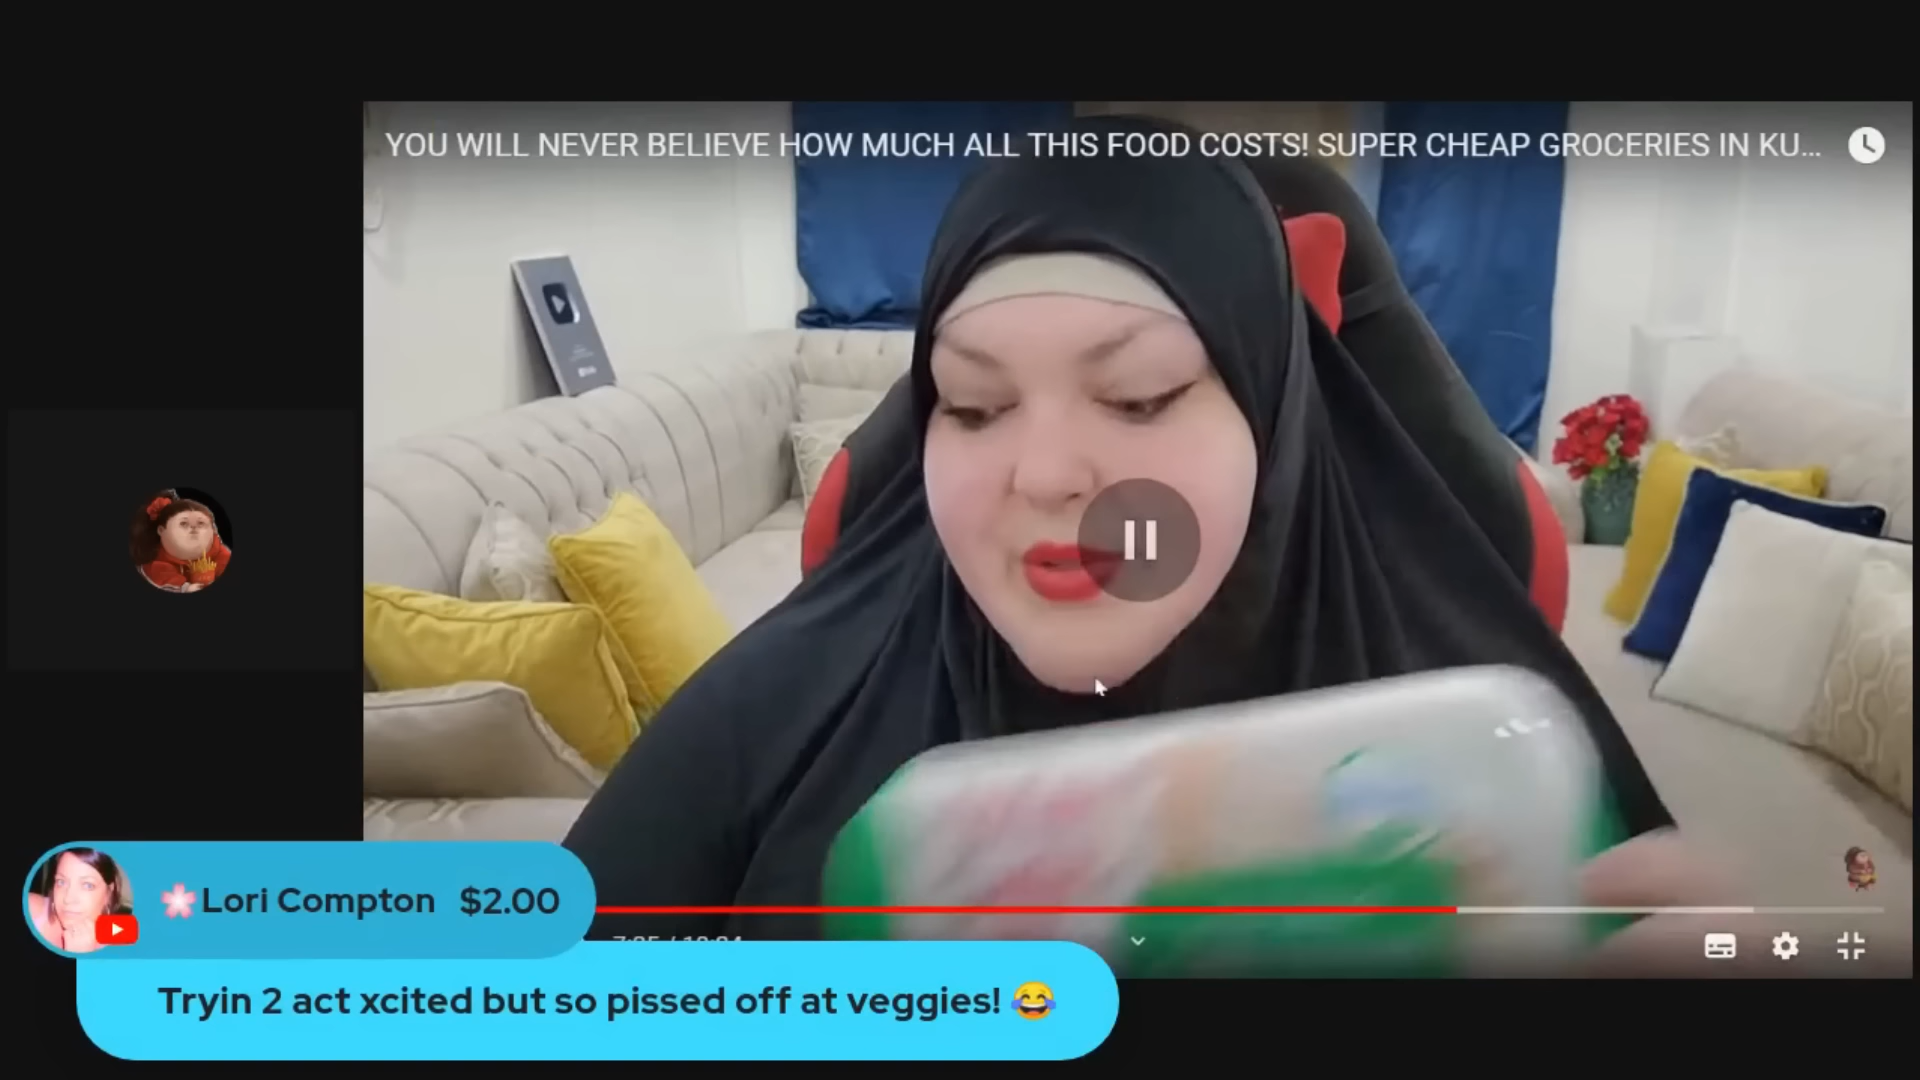 YOU WILL NEVER BELIEVE HOW MUCH ALL THIS FOOD COSTS! SUPER CHEAP GROCERIES IN KU...
Lori Compton $2.00
Tryin 2 act xcited but so pissed off at veggies! 😂